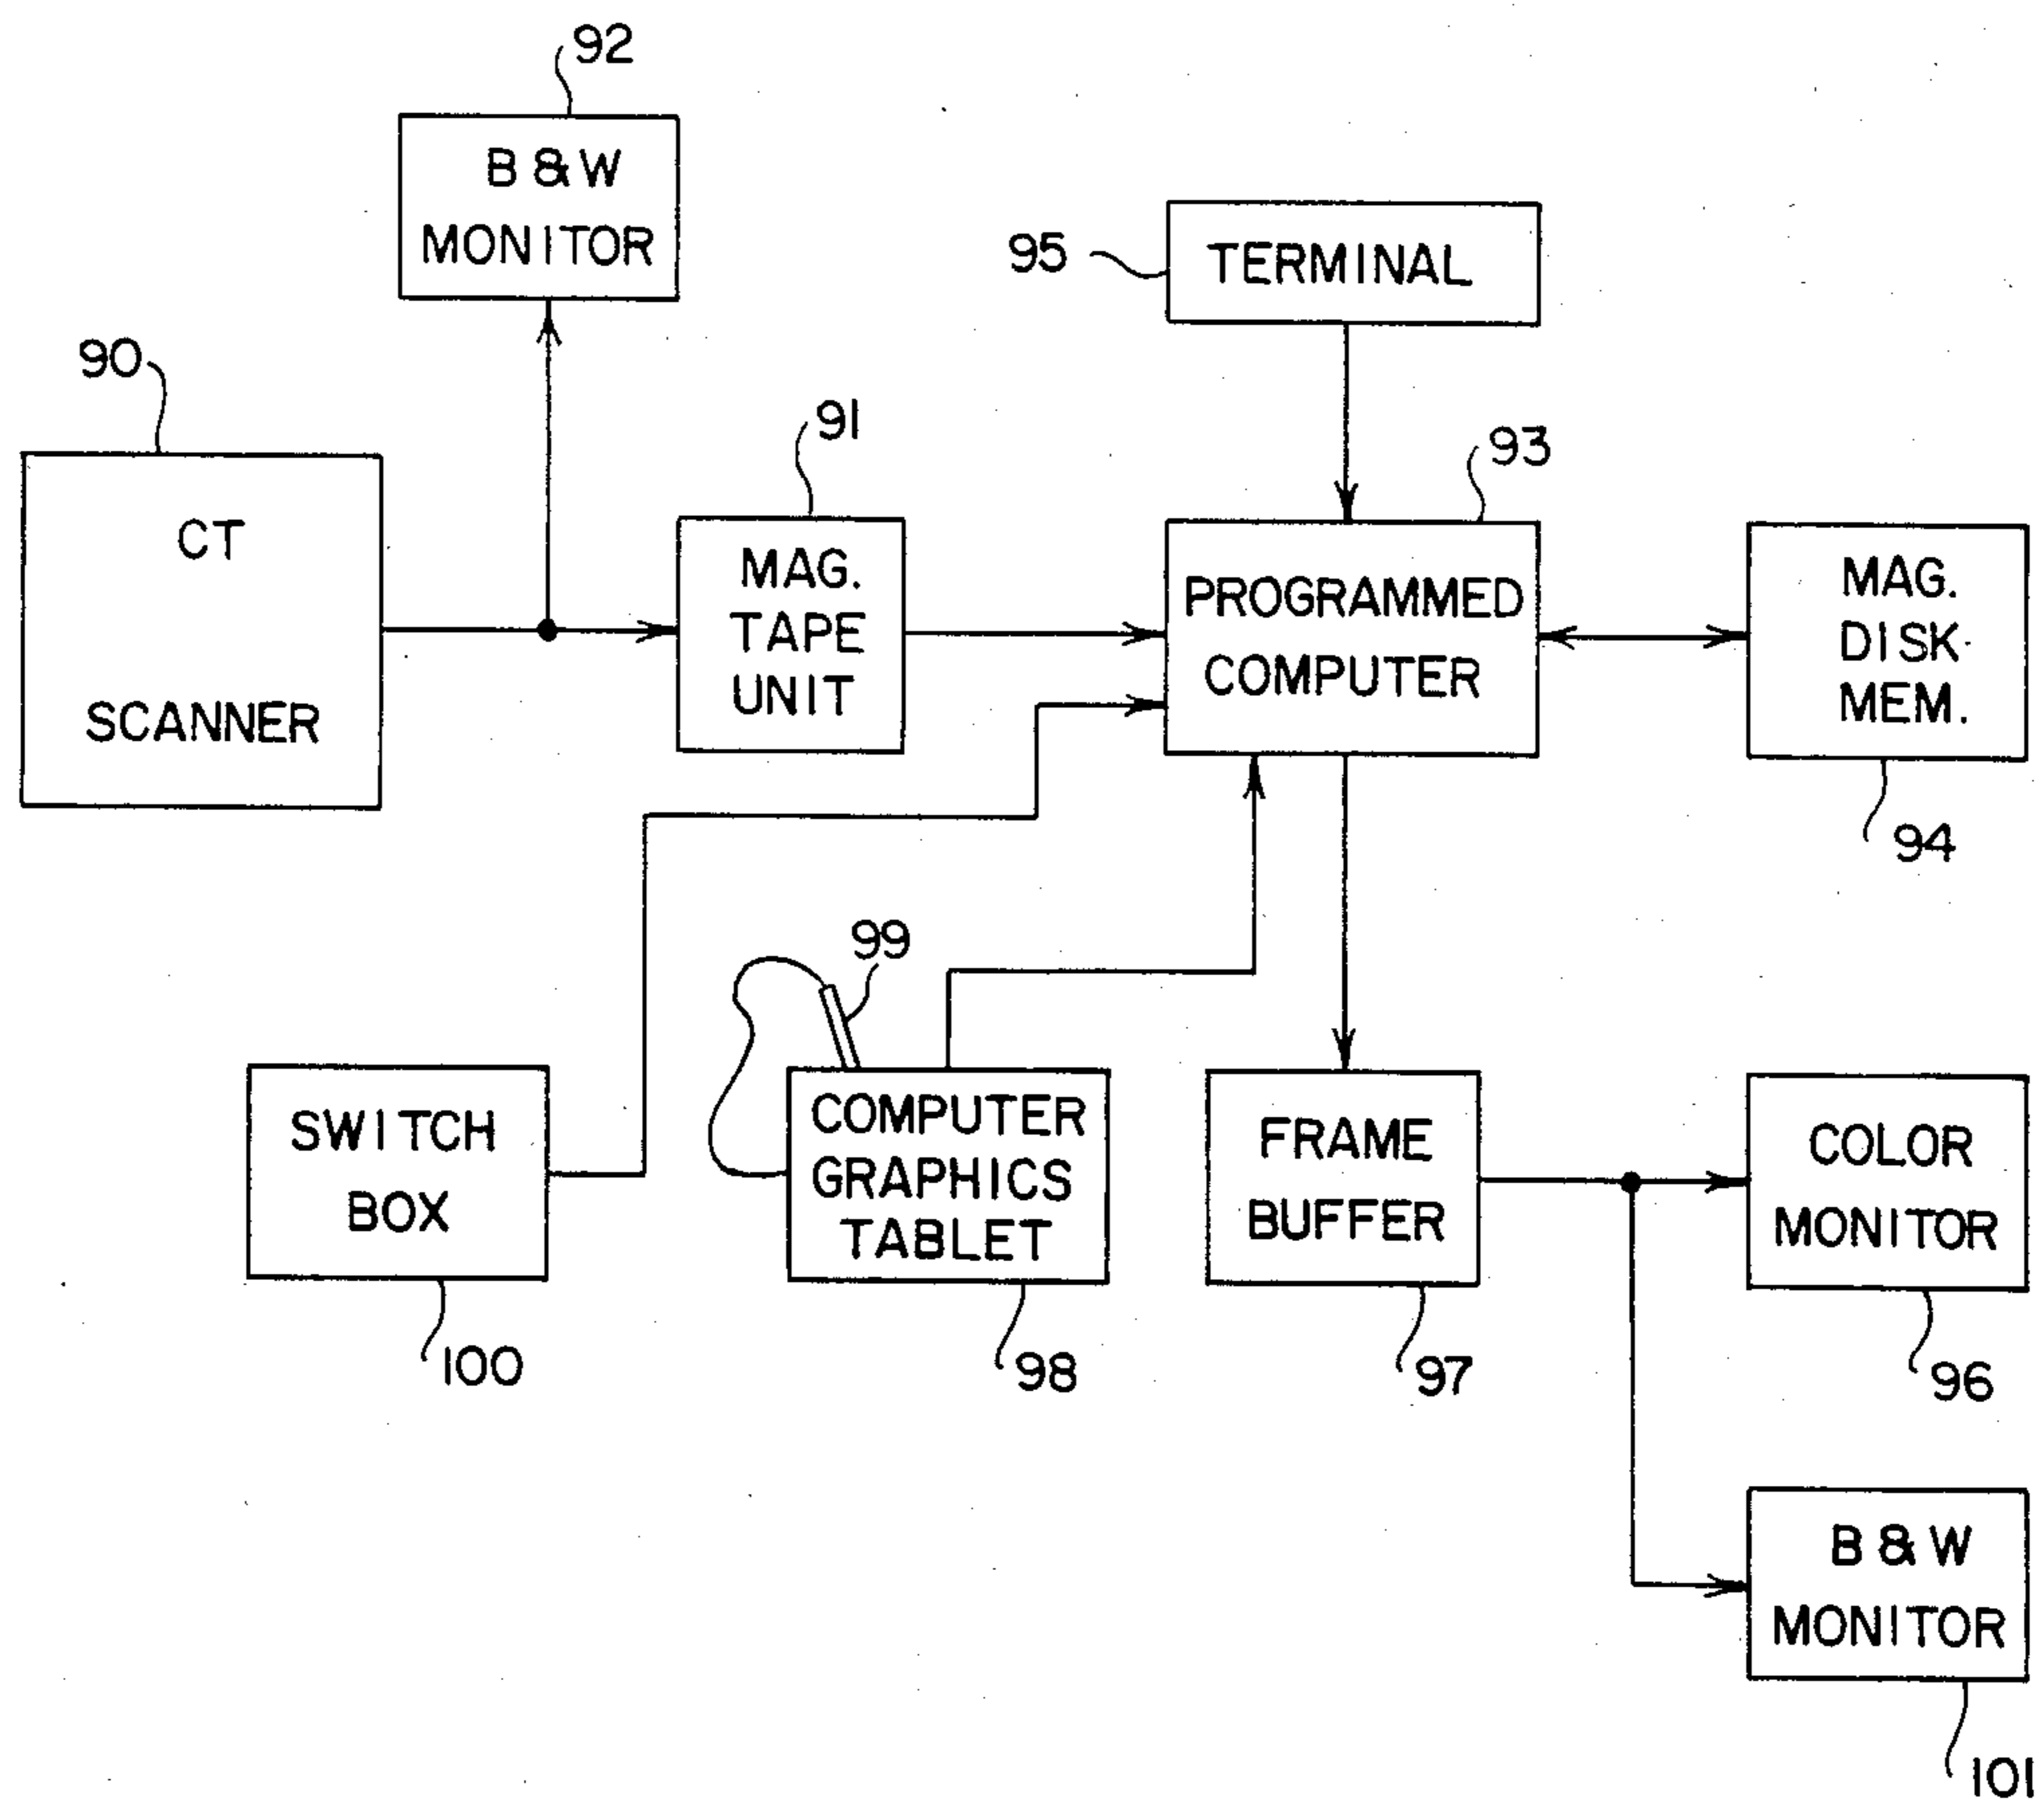 92
B & W
MONITOR
95
TERMINAL
90
CT
SCANNER
91
MAG.
TAPE
UNIT
93
PROGRAMMED
COMPUTER
MAG.
DISK
MEM.
94
99
SWITCH
BOX
100
COMPUTER
GRAPHICS
TABLET
98
FRAME
BUFFER
97
COLOR
MONITOR
96
B & W
MONITOR
101